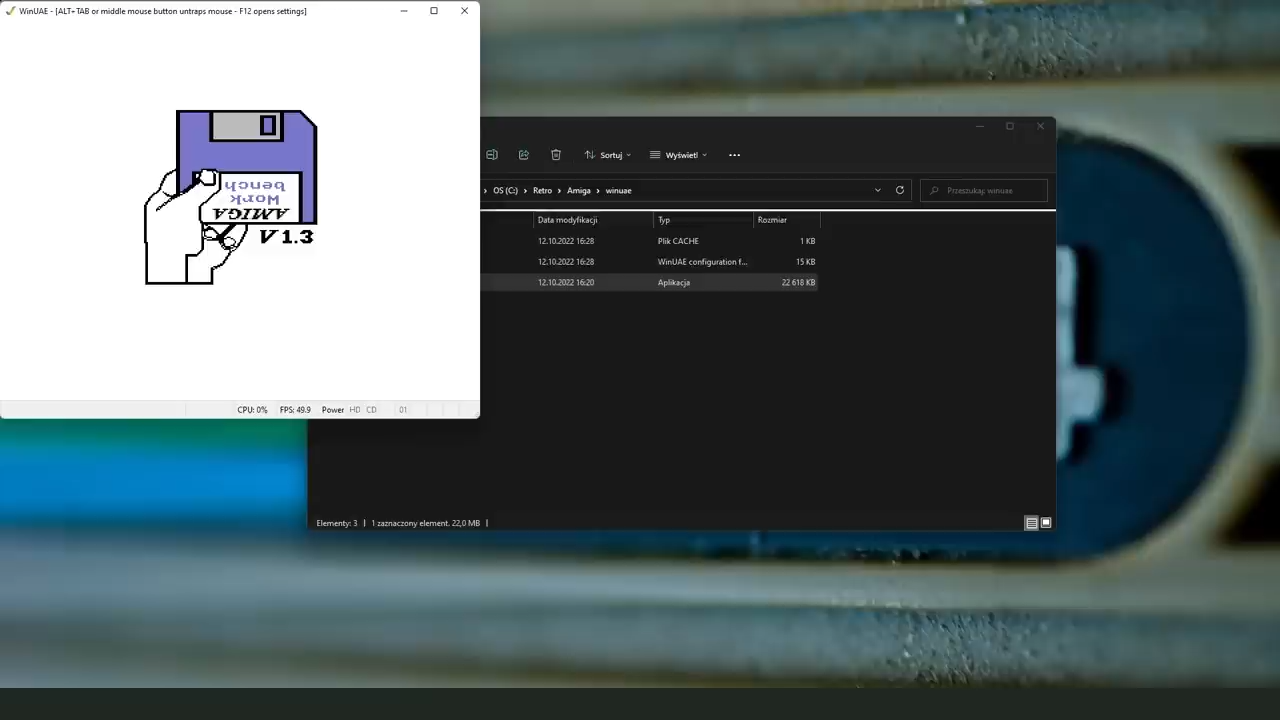 WinUAE - [ALT+TAB or middle mouse button untraps mouse - F12 opens settings]
Work
bench
AMIGA
V 1.3
CPU: 0% FPS: 49.9 Power HD CD 01
Sortuj Wyświetl ...
> OS (C:) > Retro > Amiga > winuae
Przeszukaj: winuae
Data modyfikacji Typ Rozmiar
12.10.2022 16:28 Plik CACHE 1 KB
12.10.2022 16:28 WinUAE configuration f... 15 KB
12.10.2022 16:20 Aplikacja 22 618 KB
Elementy: 3 | 1 zaznaczony element. 22,0 MB |